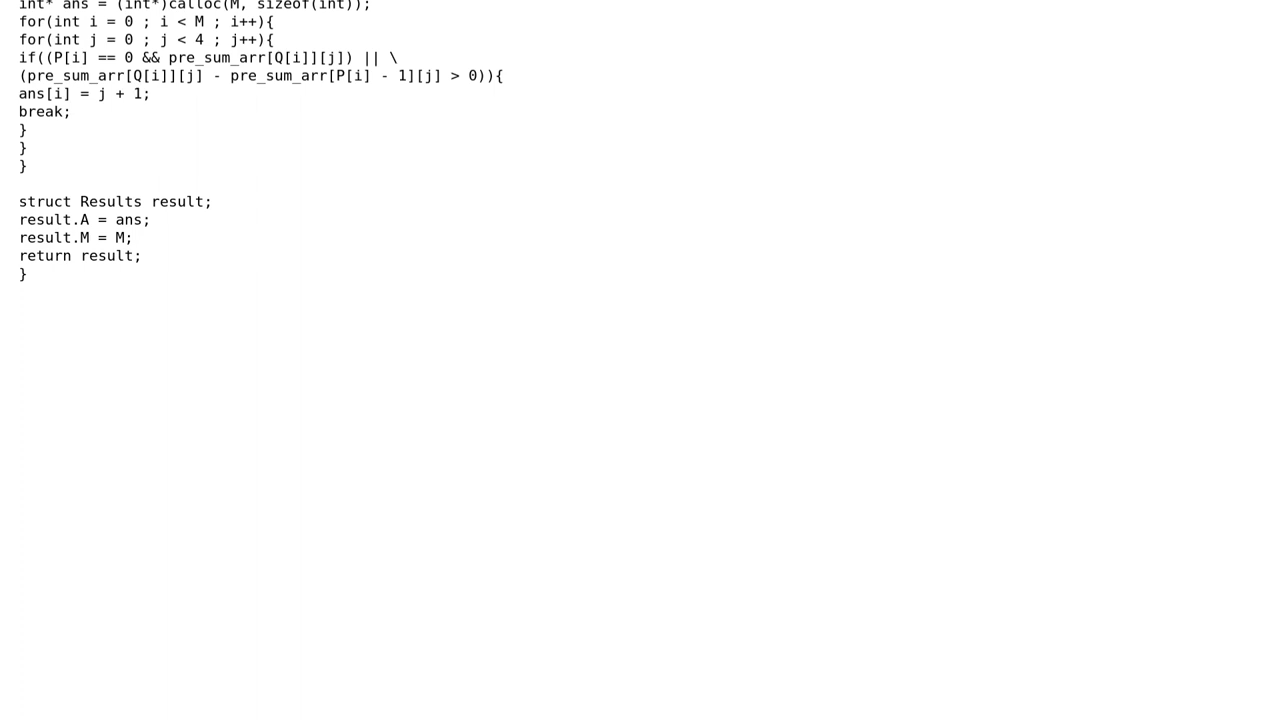 int* ans = (int*)calloc(M, sizeof(int));
for(int i = 0 ; i < M ; i++){
for(int j = 0 ; j < 4 ; j++){
if((P[i] == 0 && pre_sum_arr[Q[i]][j]) || \
(pre_sum_arr[Q[i]][j] - pre_sum_arr[P[i] - 1][j] > 0)){
ans[i] = j + 1;
break;
}
}
}
struct Results result;
result.A = ans;
result.M = M;
return result;
}